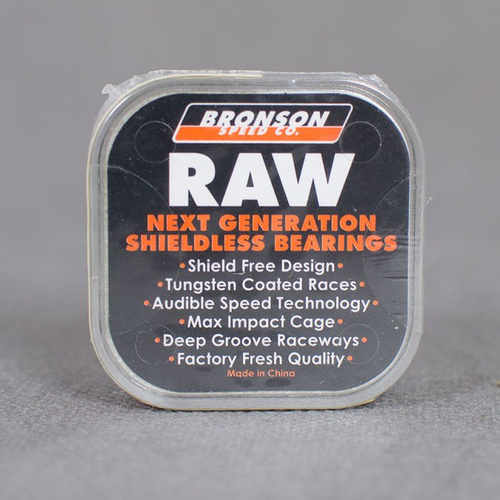 BRONSON
SPEED CO.
RAW
NEXT GENERATION
SHIELDLESS BEARINGS
• Shield Free Design •
• Tungsten Coated Races •
• Audible Speed Technology •
• Max Impact Cage •
• Deep Groove Raceways •
• Factory Fresh Quality •
Made in China